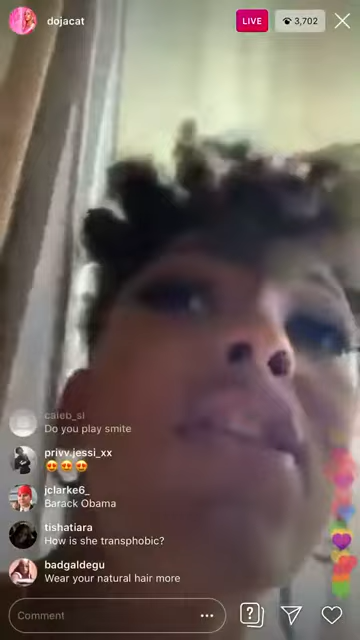 dojacat
LIVE
3,702
caleb_sl
Do you play smite
privv.jessi_xx
😍😍😍
jclarke6_
Barack Obama
tishatiara
How is she transphobic?
badgaldegu
Wear your natural hair more
Comment